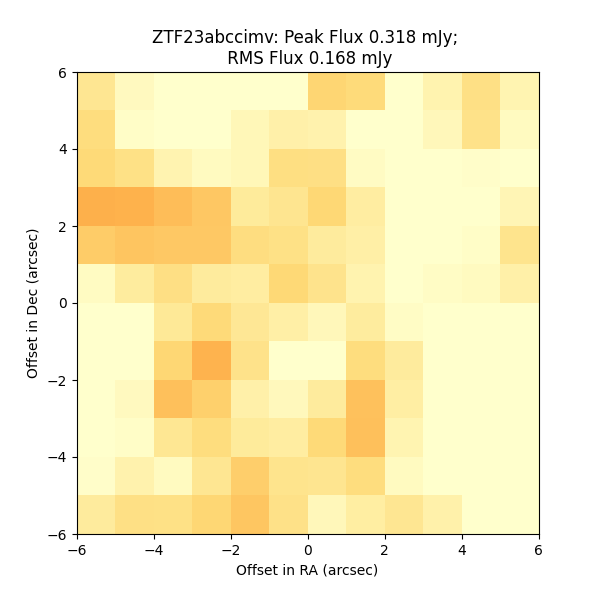 ZTF23abccimv: Peak Flux 0.318 mJy;
RMS Flux 0.168 mJy
6
4
2
0
−2
−4
−6
Offset in Dec (arcsec)
−6 −4 −2 0 2 4 6
Offset in RA (arcsec)